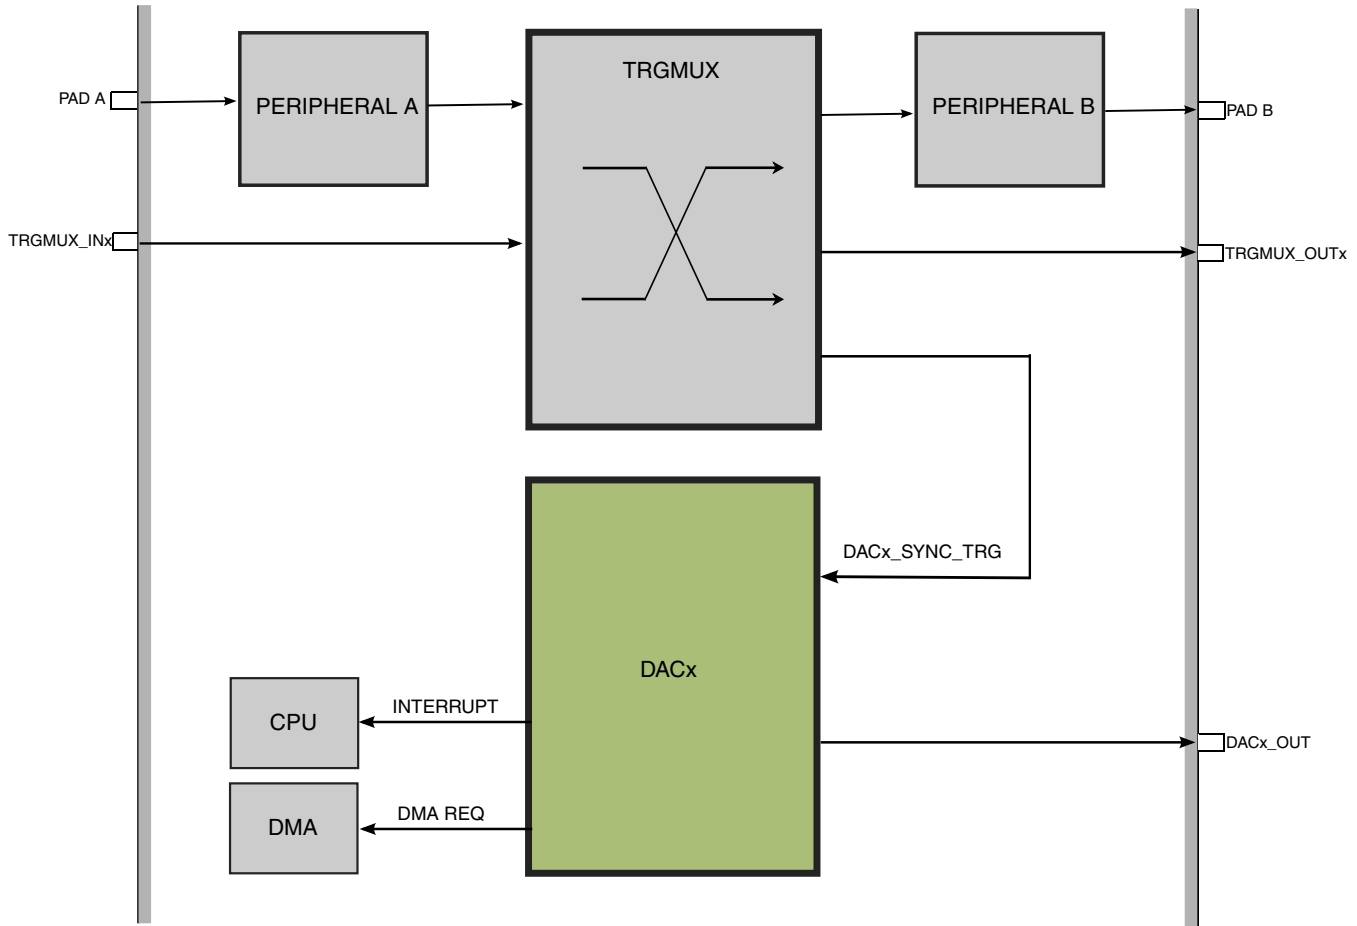 TRGMUX
PAD A
PERIPHERAL A
PERIPHERAL B
PAD B
TRGMUX_INx
TRGMUX_OUTx
DACx_SYNC_TRG
DACx
INTERRUPT
CPU
DACx_OUT
DMA REQ
DMA